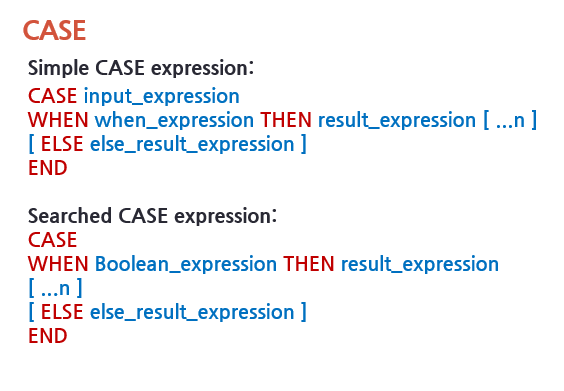 CASE
Simple CASE expression:
CASE input_expression
WHEN when_expression THEN result_expression [ ...n ]
[ ELSE else_result_expression ]
END
Searched CASE expression:
CASE
WHEN Boolean_expression THEN result_expression
[ ...n ]
[ ELSE else_result_expression ]
END